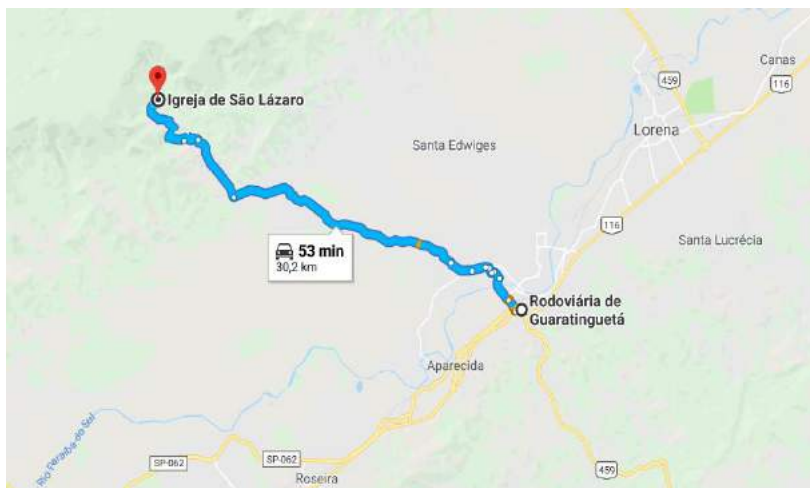 459
Canas
116
Igreja de São Lázaro
Lorena
Santa Edwiges
116
Santa Lucrécia
53 min
30,2 km
Rodoviária de
Guaratinguetá
Aparecida
Rio Paraíba do Sul
SP-062
SP-062
Roseira
459